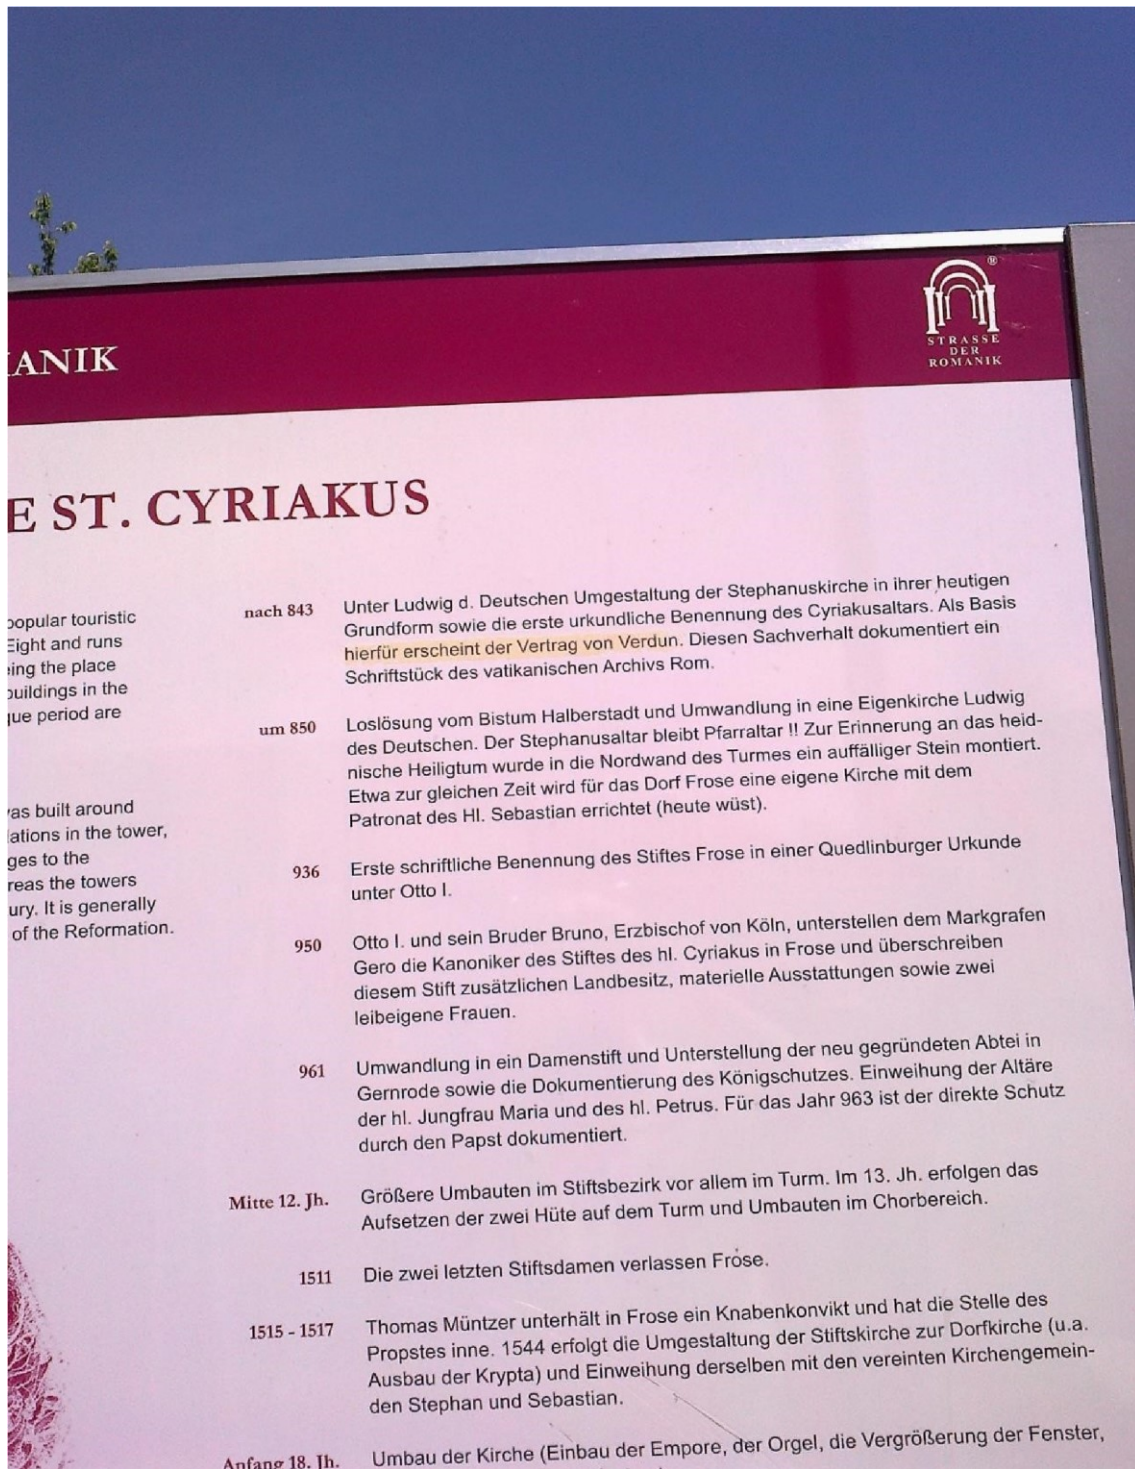 ANIK
®
STRASSE
DER
ROMANIK
E ST. CYRIAKUS
popular touristic
Eight and runs
ing the place
buildings in the
ue period are
as built around
ations in the tower,
ges to the
reas the towers
ury. It is generally
of the Reformation.
nach 843 Unter Ludwig d. Deutschen Umgestaltung der Stephanuskirche in ihrer heutigen
Grundform sowie die erste urkundliche Benennung des Cyriakusaltars. Als Basis
hierfür erscheint der Vertrag von Verdun. Diesen Sachverhalt dokumentiert ein
Schriftstück des vatikanischen Archivs Rom.
um 850 Loslösung vom Bistum Halberstadt und Umwandlung in eine Eigenkirche Ludwig
des Deutschen. Der Stephanusaltar bleibt Pfarraltar !! Zur Erinnerung an das heid-
nische Heiligtum wurde in die Nordwand des Turmes ein auffälliger Stein montiert.
Etwa zur gleichen Zeit wird für das Dorf Frose eine eigene Kirche mit dem
Patronat des Hl. Sebastian errichtet (heute wüst).
936 Erste schriftliche Benennung des Stiftes Frose in einer Quedlinburger Urkunde
unter Otto I.
950 Otto I. und sein Bruder Bruno, Erzbischof von Köln, unterstellen dem Markgrafen
Gero die Kanoniker des Stiftes des hl. Cyriakus in Frose und überschreiben
diesem Stift zusätzlichen Landbesitz, materielle Ausstattungen sowie zwei
leibeigene Frauen.
961 Umwandlung in ein Damenstift und Unterstellung der neu gegründeten Abtei in
Gernrode sowie die Dokumentierung des Königschutzes. Einweihung der Altäre
der hl. Jungfrau Maria und des hl. Petrus. Für das Jahr 963 ist der direkte Schutz
durch den Papst dokumentiert.
Mitte 12. Jh. Größere Umbauten im Stiftsbezirk vor allem im Turm. Im 13. Jh. erfolgen das
Aufsetzen der zwei Hüte auf dem Turm und Umbauten im Chorbereich.
1511 Die zwei letzten Stiftsdamen verlassen Frose.
1515 - 1517 Thomas Müntzer unterhält in Frose ein Knabenkonvikt und hat die Stelle des
Propstes inne. 1544 erfolgt die Umgestaltung der Stiftskirche zur Dorfkirche (u.a.
Ausbau der Krypta) und Einweihung derselben mit den vereinten Kirchengemein-
den Stephan und Sebastian.
Anfang 18. Jh. Umbau der Kirche (Einbau der Empore, der Orgel, die Vergrößerung der Fenster,